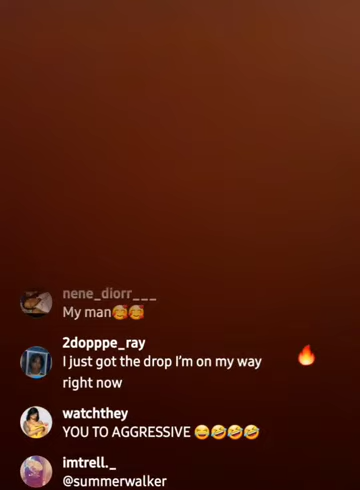 nene_diorr___
My man🥰🥰
2dopppe_ray
I just got the drop I'm on my way
right now
watchthey
YOU TO AGGRESSIVE 😂🤣🤣🤣
imtrell._
@summerwalker